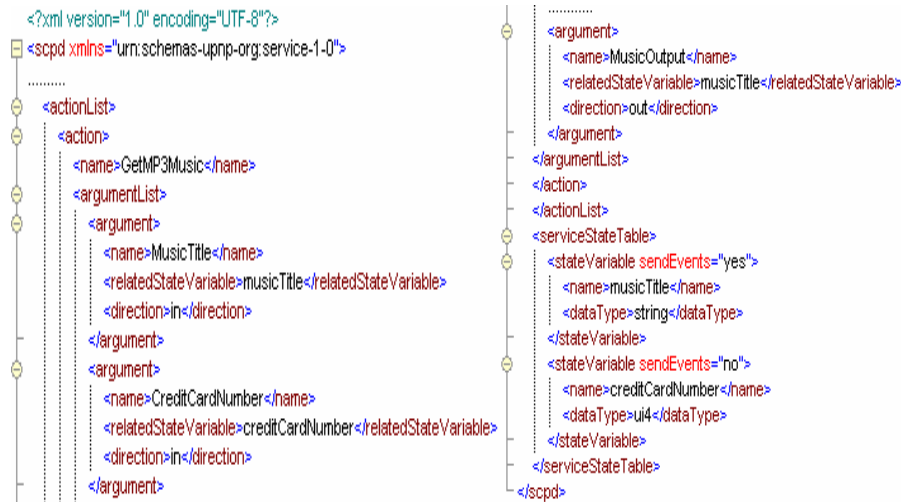 <?xml version="1.0" encoding="UTF-8"?>
<scpd xmlns="urn:schemas-upnp-org:service-1-0">
..........
<actionList>
<action>
<name>GetMP3Music</name>
<argumentList>
<argument>
<name>MusicTitle</name>
<relatedStateVariable>musicTitle</relatedStateVariable>
<direction>in</direction>
</argument>
<argument>
<name>CreditCardNumber</name>
<relatedStateVariable>creditCardNumber</relatedStateVariable>
<direction>in</direction>
</argument>
............
<argument>
<name>MusicOutput</name>
<relatedStateVariable>musicTitle</relatedStateVariable>
<direction>out</direction>
</argument>
</argumentList>
</action>
</actionList>
<serviceStateTable>
<stateVariable sendEvents="yes">
<name>musicTitle</name>
<dataType>string</dataType>
</stateVariable>
<stateVariable sendEvents="no">
<name>creditCardNumber</name>
<dataType>ui4</dataType>
</stateVariable>
</serviceStateTable>
</scpd>